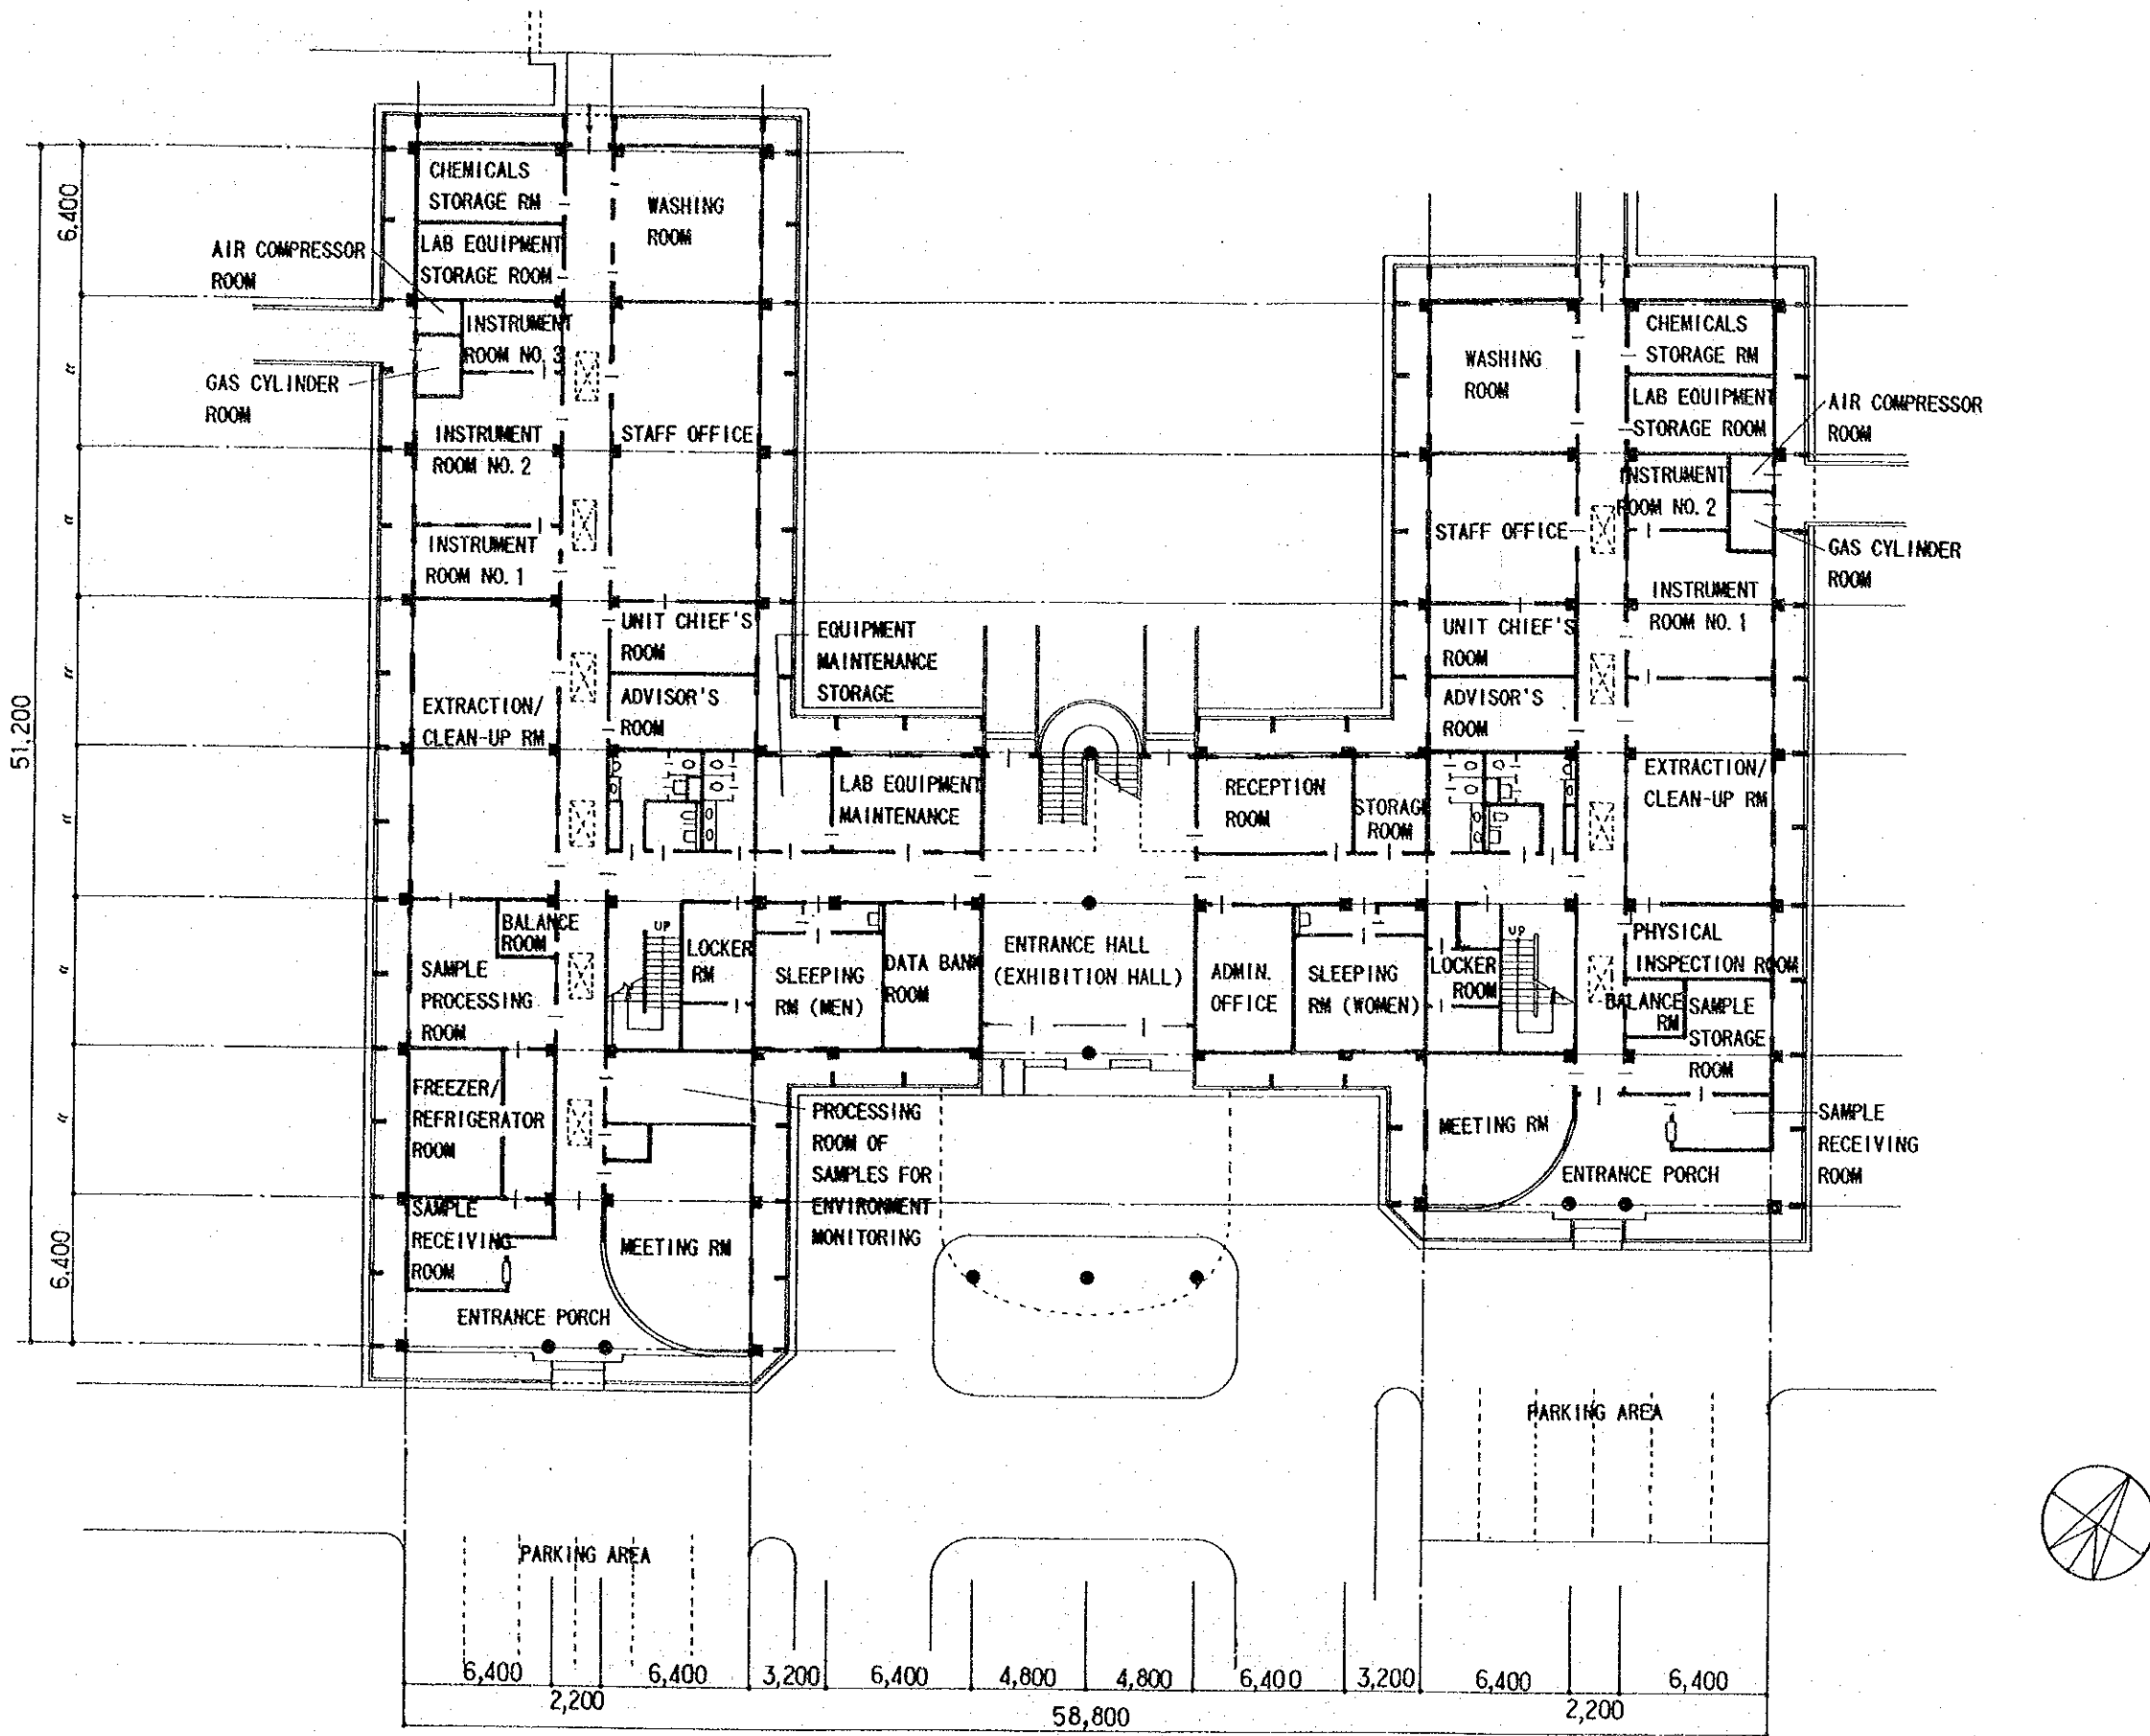 CHEMICALS
STORAGE RM
WASHING
ROOM
LAB EQUIPMENT
STORAGE ROOM
AIR COMPRESSOR
ROOM
INSTRUMENT
ROOM NO. 3
GAS CYLINDER
ROOM
INSTRUMENT
ROOM NO. 2
STAFF OFFICE
INSTRUMENT
ROOM NO. 1
UNIT CHIEF'S
ROOM
EQUIPMENT
MAINTENANCE
STORAGE
ADVISOR'S
ROOM
EXTRACTION/
CLEAN-UP RM
LAB EQUIPMENT
MAINTENANCE
BALANCE
ROOM
UP
LOCKER
RM
SAMPLE
PROCESSING
ROOM
SLEEPING
RM (MEN)
DATA BANK
ROOM
ENTRANCE HALL
(EXHIBITION HALL)
FREEZER/
REFRIGERATOR
ROOM
PROCESSING
ROOM OF
SAMPLES FOR
ENVIRONMENT
MONITORING
SAMPLE
RECEIVING
ROOM
MEETING RM
ENTRANCE PORCH
PARKING AREA
WASHING
ROOM
CHEMICALS
STORAGE RM
LAB EQUIPMENT
STORAGE ROOM
AIR COMPRESSOR
ROOM
INSTRUMENT
ROOM NO. 2
STAFF OFFICE
GAS CYLINDER
ROOM
INSTRUMENT
ROOM NO. 1
UNIT CHIEF'S
ROOM
ADVISOR'S
ROOM
EXTRACTION/
CLEAN-UP RM
RECEPTION
ROOM
STORAGE
ROOM
ADMIN.
OFFICE
SLEEPING
RM (WOMEN)
LOCKER
ROOM
UP
PHYSICAL
INSPECTION ROOM
BALANCE
RM
SAMPLE
STORAGE
ROOM
MEETING RM
SAMPLE
RECEIVING
ROOM
ENTRANCE PORCH
PARKING AREA
6,400
〃
〃
〃
〃
〃
〃
6,400
51,200
6,400
2,200
6,400
3,200
6,400
4,800
4,800
6,400
3,200
6,400
2,200
6,400
58,800